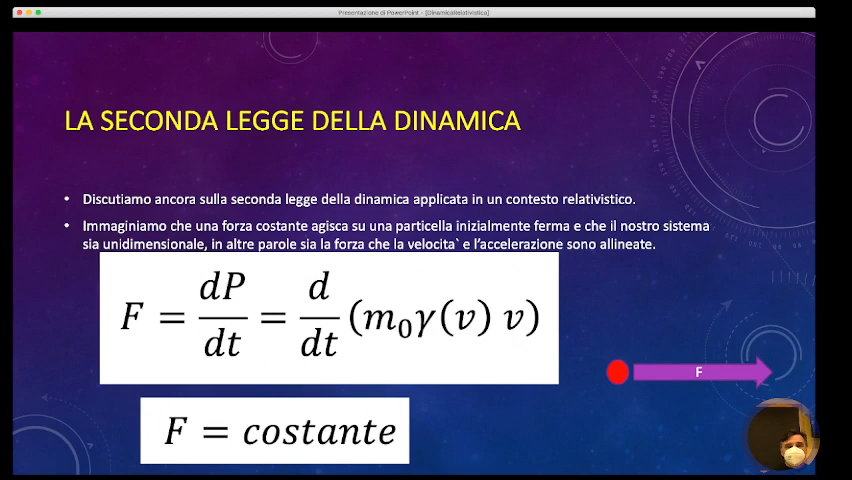 Presentazione di PowerPoint - [DinamicaRelativistica]
LA SECONDA LEGGE DELLA DINAMICA
• Discutiamo ancora sulla seconda legge della dinamica applicata in un contesto relativistico.
• Immaginiamo che una forza costante agisca su una particella inizialmente ferma e che il nostro sistema
sia unidimensionale, in altre parole sia la forza che la velocita` e l'accelerazione sono allineate.
F = dP/dt = d/dt (m₀γ(v) v)
F
F = costante